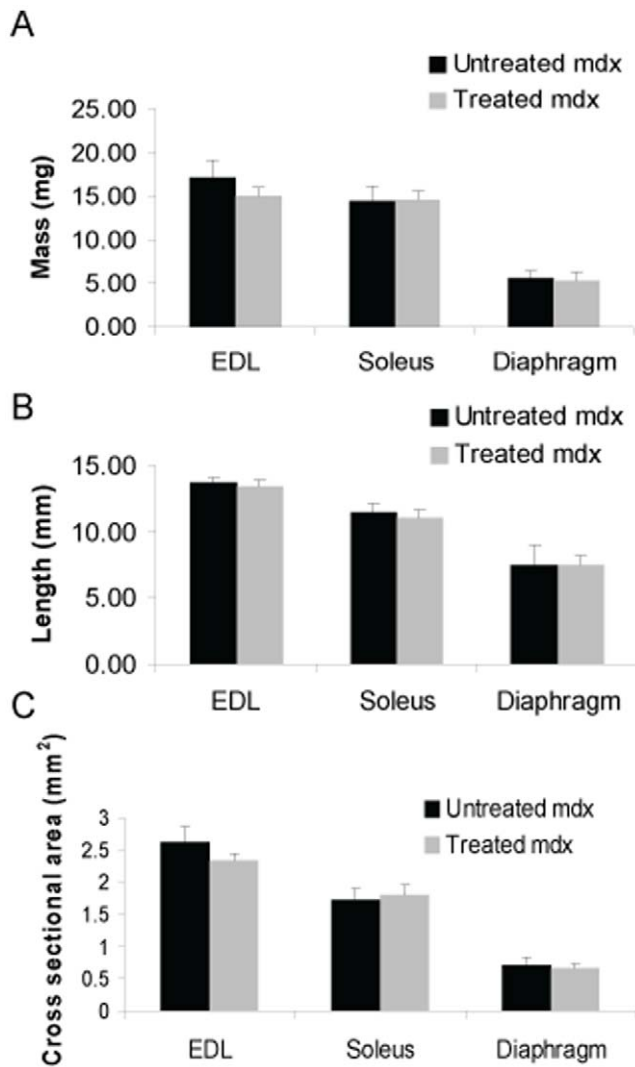 A
Untreated mdx
Treated mdx
25.00
20.00
15.00
10.00
5.00
0.00
Mass (mg)
EDL Soleus Diaphragm
B
Untreated mdx
Treated mdx
15.00
10.00
5.00
0.00
Length (mm)
EDL Soleus Diaphragm
C
Untreated mdx
Treated mdx
3
2.5
2
1.5
1
0.5
0
Cross sectional area (mm²)
EDL Soleus Diaphragm